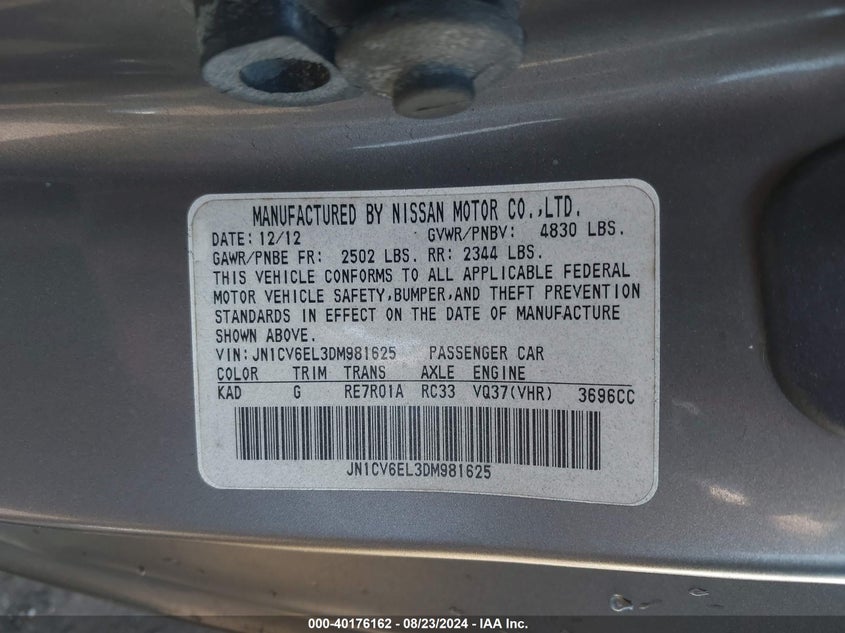 MANUFACTURED BY NISSAN MOTOR CO.,LTD.
DATE: 12/12 GVWR/PNBV: 4830 LBS.
GAWR/PNBE FR: 2502 LBS. RR: 2344 LBS.
THIS VEHICLE CONFORMS TO ALL APPLICABLE FEDERAL
MOTOR VEHICLE SAFETY,BUMPER,AND THEFT PREVENTION
STANDARDS IN EFFECT ON THE DATE OF MANUFACTURE
SHOWN ABOVE.
VIN: JN1CV6EL3DM981625 PASSENGER CAR
COLOR TRIM TRANS AXLE ENGINE
KAD G RE7R01A RC33 VQ37(VHR) 3696CC
JN1CV6EL3DM981625
000-40176162 - 08/23/2024 - IAA Inc.